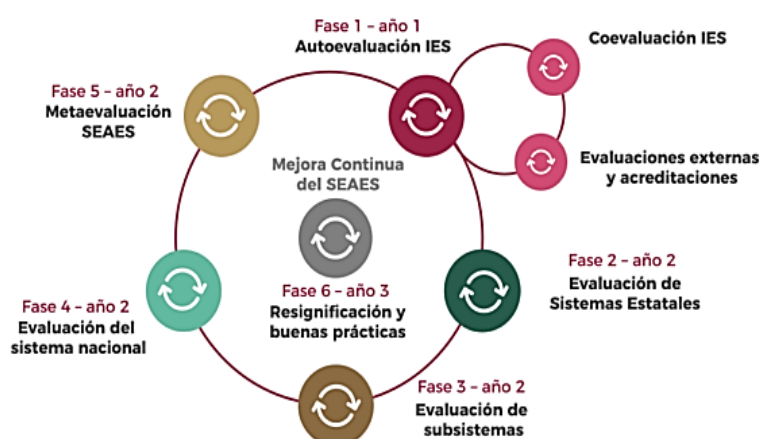 Fase 1 – año 1
Autoevaluación IES
Coevaluación IES
Evaluaciones externas
y acreditaciones
Fase 2 – año 2
Evaluación de
Sistemas Estatales
Fase 3 – año 2
Evaluación de
subsistemas
Fase 4 – año 2
Evaluación del
sistema nacional
Fase 5 – año 2
Metaevaluación
SEAES
Mejora Continua
del SEAES
Fase 6 – año 3
Resignificación y
buenas prácticas